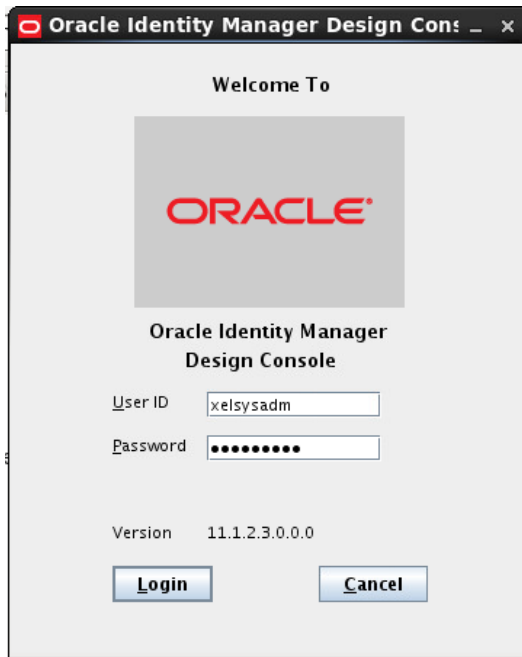 Oracle Identity Manager Design Cons
Welcome To
ORACLE®
Oracle Identity Manager
Design Console
User ID xelsysadm
Password •••••••••
Version 11.1.2.3.0.0.0
Login Cancel